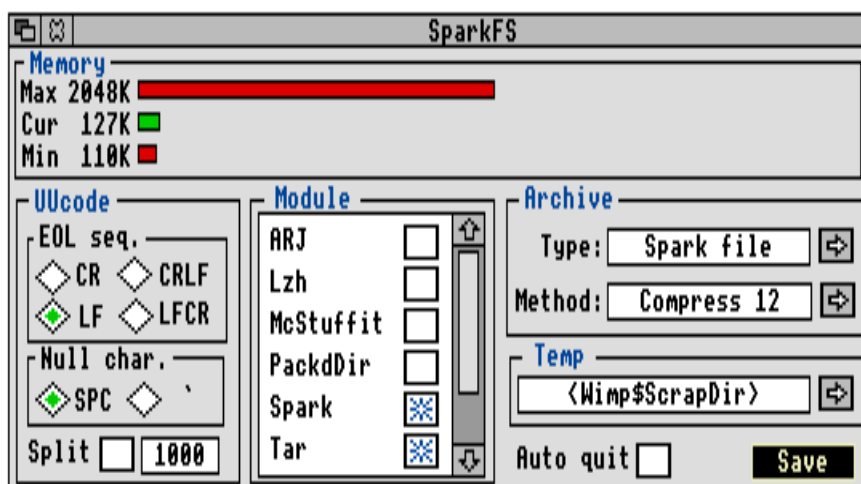 SparkFS
Memory
Max 2048K
Cur 127K
Min 110K
UUcode
EOL seq.
CR CRLF
LF LFCR
Null char.
SPC `
Split 1000
Module
ARJ
Lzh
McStuffit
PackdDir
Spark
Tar
Archive
Type: Spark file
Method: Compress 12
Temp
<Wimp$ScrapDir>
Auto quit Save